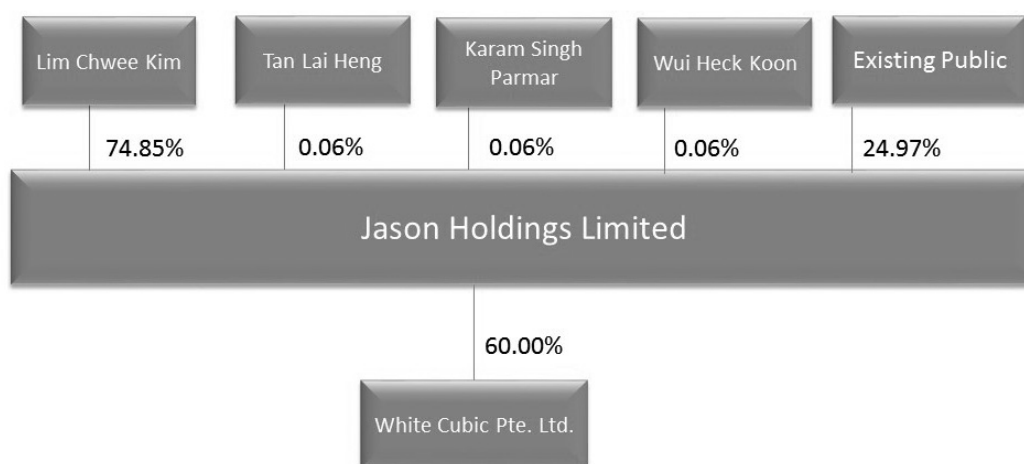 Lim Chwee Kim
Tan Lai Heng
Karam Singh
Parmar
Wui Heck Koon
Existing Public
74.85%
0.06%
0.06%
0.06%
24.97%
Jason Holdings Limited
60.00%
White Cubic Pte. Ltd.